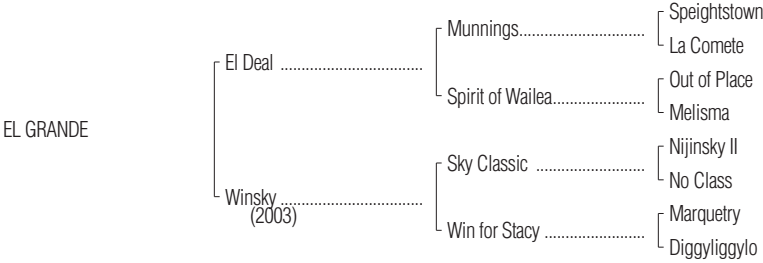 Speightstown
Munnings
La Comete
El Deal
Out of Place
Spirit of Wailea
Melisma
EL GRANDE
Nijinsky II
Sky Classic
No Class
Winsky
(2003)
Marquetry
Win for Stacy
Diggyliggylo